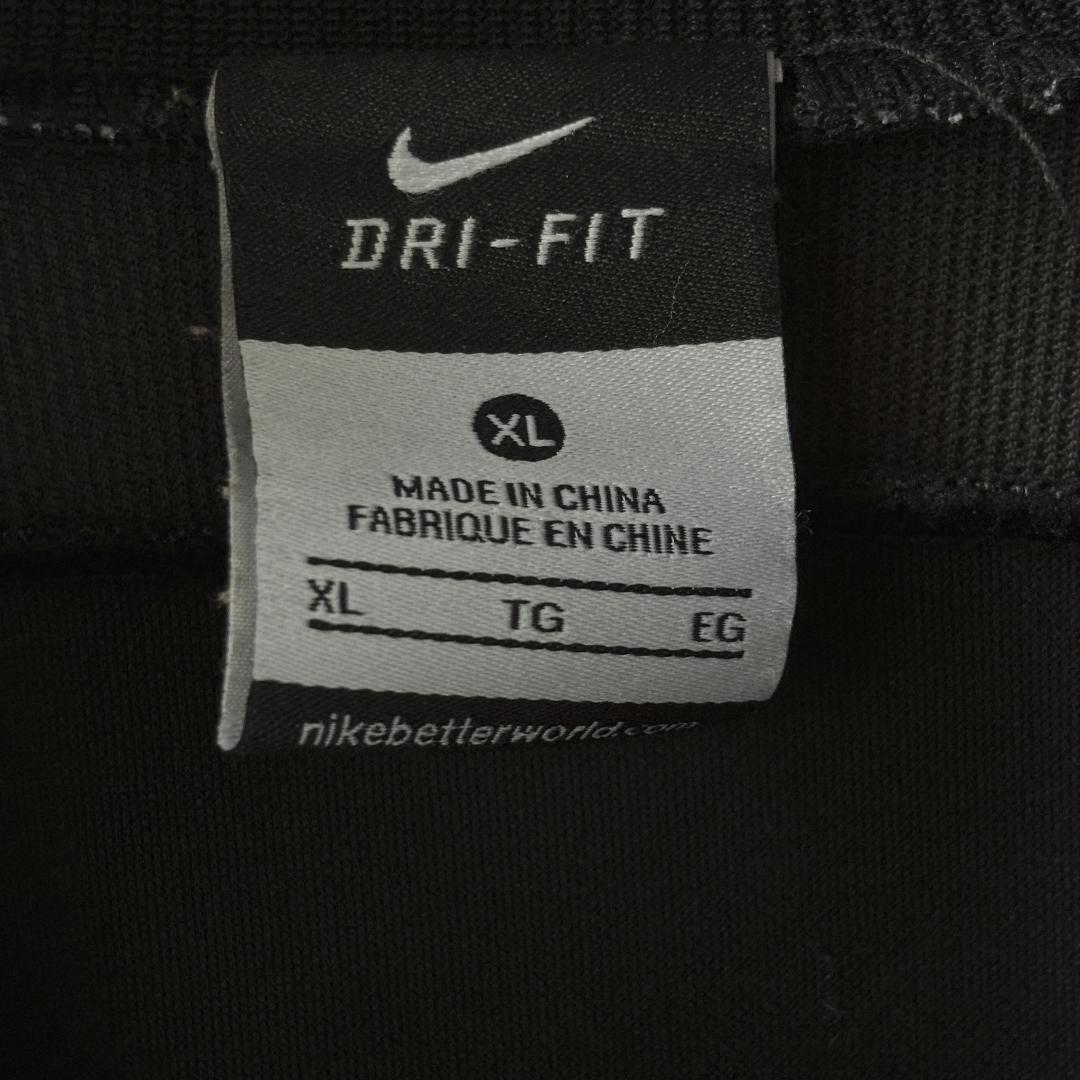 DRI-FIT
XL
MADE IN CHINA
FABRIQUE EN CHINE
XL TG EG
nikebetterworld.com